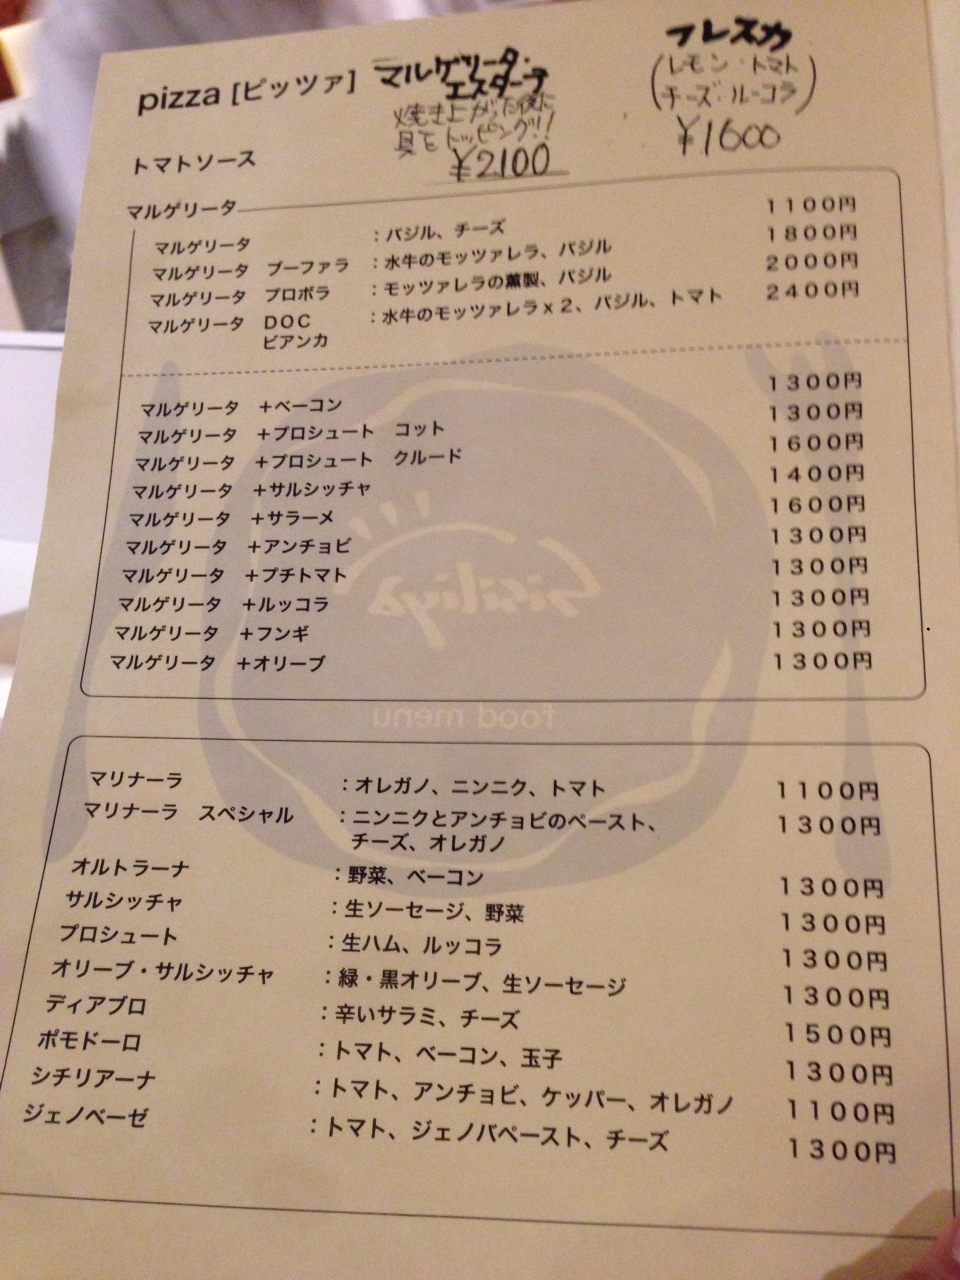 pizza [ピッツァ]
マルゲリータ・
エスターテ
焼き上がった後に
具をトッピング!!
¥2100
フレスカ
(レモン・トマト
チーズ・ルーコラ)
¥1600
トマトソース
マルゲリータ
マルゲリータ ：バジル、チーズ 1100円
マルゲリータ ブーファラ ：水牛のモッツァレラ、バジル 1800円
マルゲリータ プロボラ ：モッツァレラの薫製、バジル 2000円
マルゲリータ DOC ：水牛のモッツァレラx2、バジル、トマト 2400円
ビアンカ
1300円
マルゲリータ +ベーコン 1300円
マルゲリータ +プロシュート コット 1600円
マルゲリータ +プロシュート クルード 1400円
マルゲリータ +サルシッチャ 1600円
マルゲリータ +サラーメ 1300円
マルゲリータ +アンチョビ 1300円
マルゲリータ +プチトマト 1300円
マルゲリータ +ルッコラ 1300円
マルゲリータ +フンギ 1300円
マルゲリータ +オリーブ
Sisiliya
food menu
マリナーラ ：オレガノ、ニンニク、トマト 1100円
マリナーラ スペシャル ：ニンニクとアンチョビのペースト、 1300円
チーズ、オレガノ
オルトラーナ ：野菜、ベーコン 1300円
サルシッチャ ：生ソーセージ、野菜 1300円
プロシュート ：生ハム、ルッコラ 1300円
オリーブ・サルシッチャ ：緑・黒オリーブ、生ソーセージ 1300円
ディアブロ ：辛いサラミ、チーズ 1500円
ポモドーロ ：トマト、ベーコン、玉子 1300円
シチリアーナ ：トマト、アンチョビ、ケッパー、オレガノ 1100円
ジェノベーゼ ：トマト、ジェノバペースト、チーズ 1300円